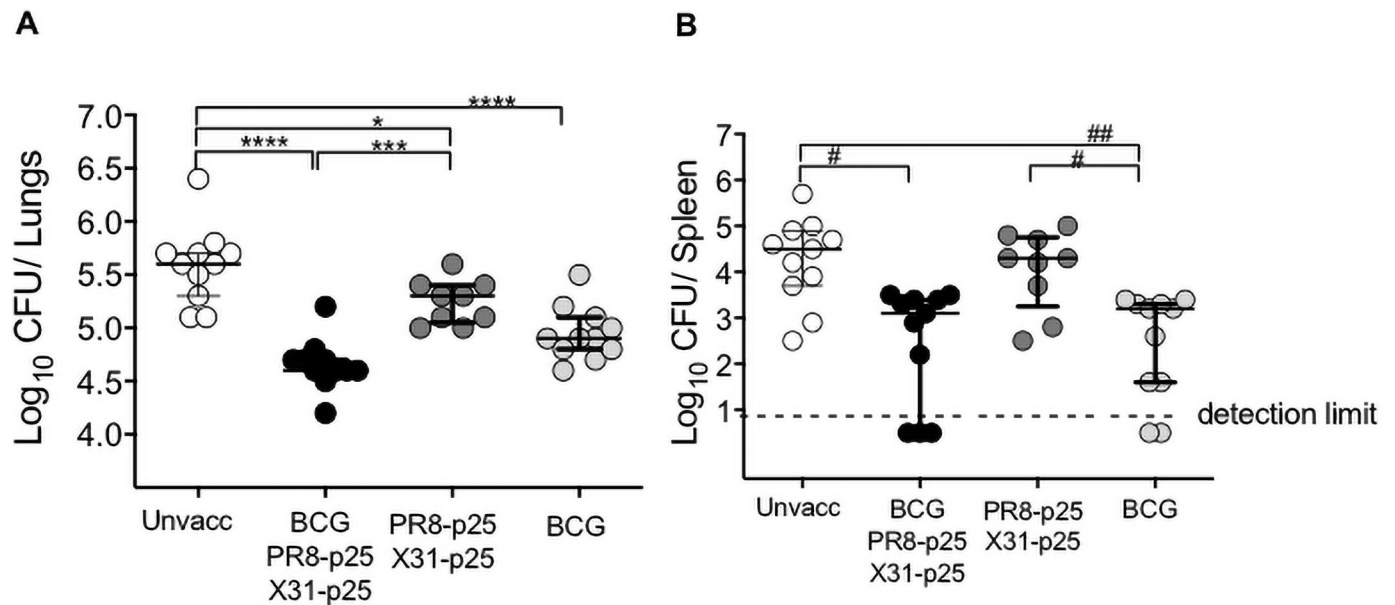 A
B
Log10 CFU/ Lungs
7.0
6.5
6.0
5.5
5.0
4.5
4.0
****
*
****
***
Unvacc
BCG
PR8-p25
X31-p25
PR8-p25
X31-p25
BCG
Log10 CFU/ Spleen
7
6
5
4
3
2
1
##
#
#
detection limit
Unvacc
BCG
PR8-p25
X31-p25
PR8-p25
X31-p25
BCG